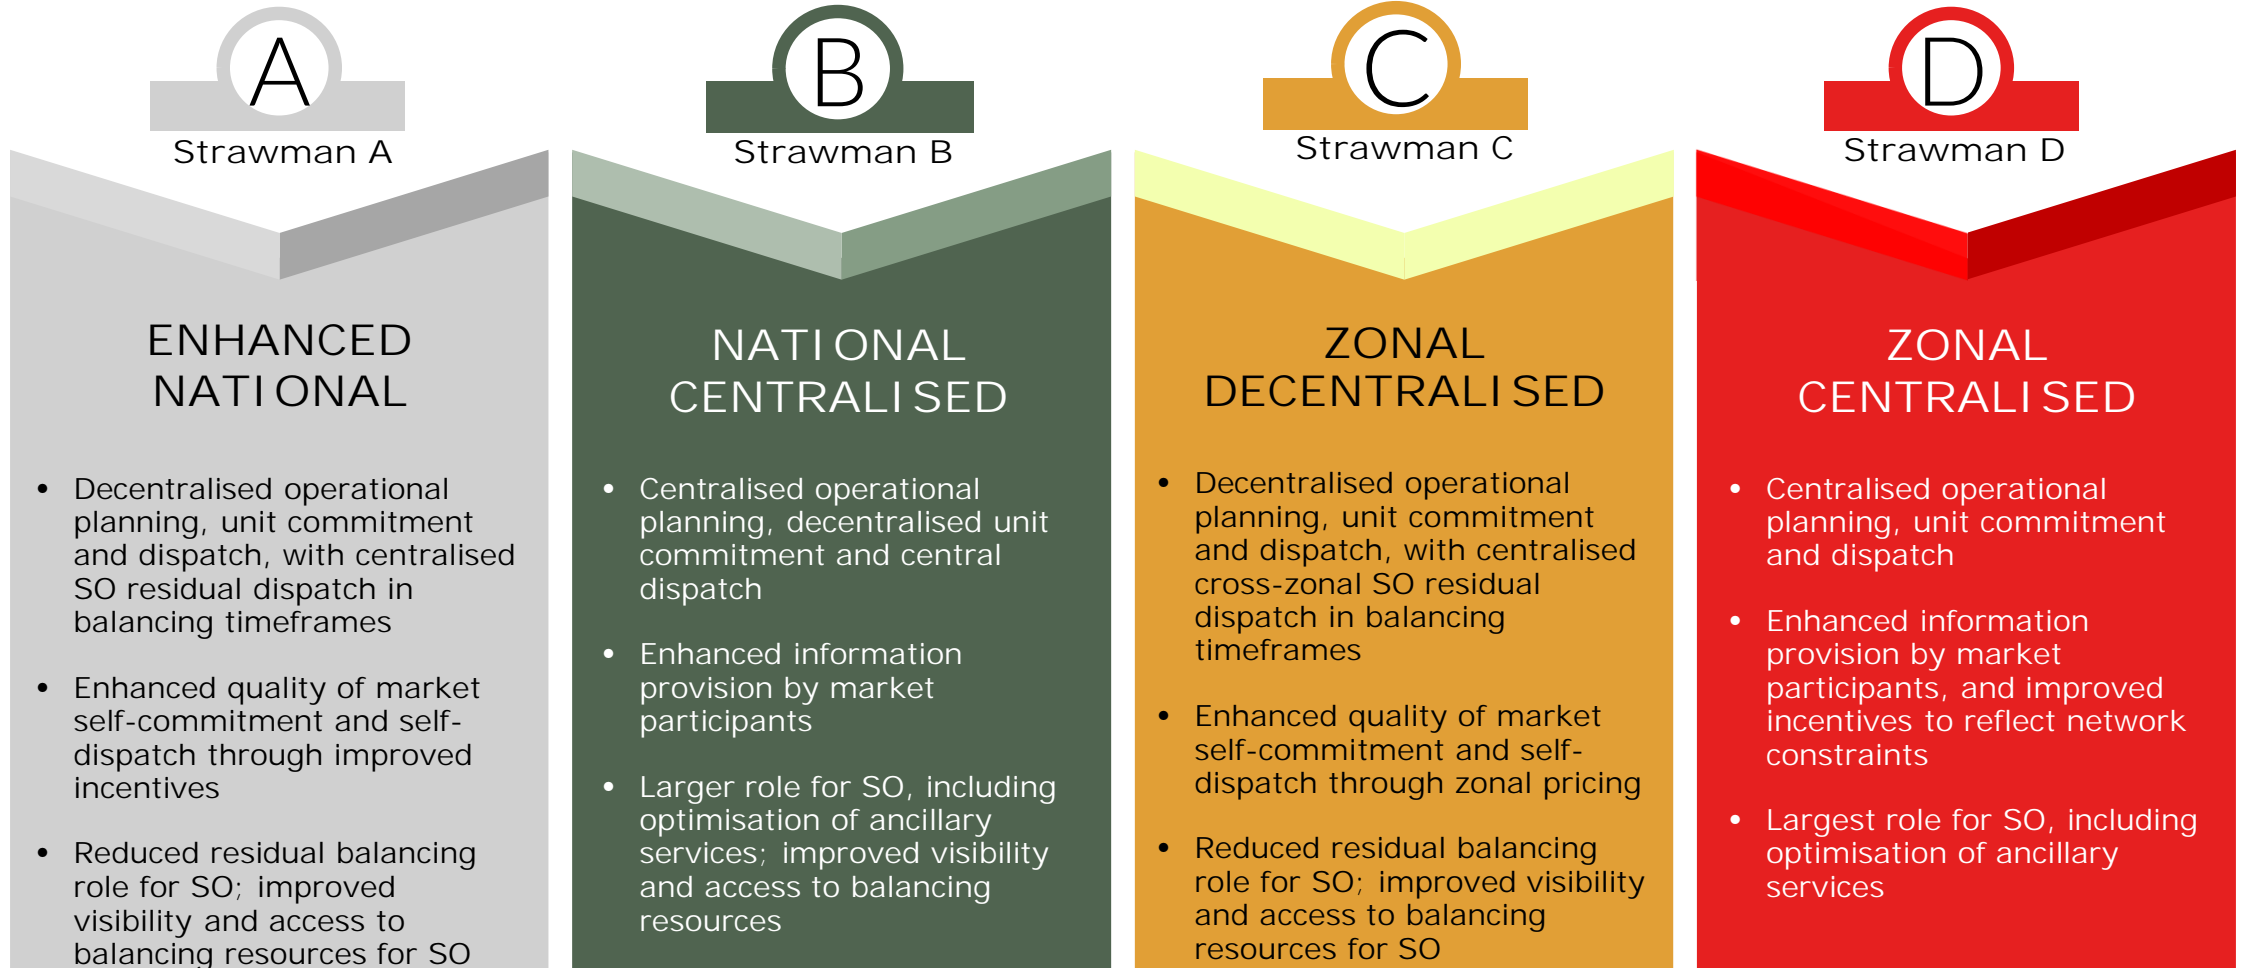 A
Strawman A
ENHANCED
NATIONAL
• Decentralised operational
planning, unit commitment
and dispatch, with centralised
SO residual dispatch in
balancing timeframes
• Enhanced quality of market
self-commitment and self-
dispatch through improved
incentives
• Reduced residual balancing
role for SO; improved
visibility and access to
balancing resources for SO
B
Strawman B
NATIONAL
CENTRALISED
• Centralised operational
planning, decentralised unit
commitment and central
dispatch
• Enhanced information
provision by market
participants
• Larger role for SO, including
optimisation of ancillary
services; improved visibility
and access to balancing
resources
C
Strawman C
ZONAL
DECENTRALISED
• Decentralised operational
planning, unit commitment
and dispatch, with centralised
cross-zonal SO residual
dispatch in balancing
timeframes
• Enhanced quality of market
self-commitment and self-
dispatch through zonal pricing
• Reduced residual balancing
role for SO; improved visibility
and access to balancing
resources for SO
D
Strawman D
ZONAL
CENTRALISED
• Centralised operational
planning, unit commitment
and dispatch
• Enhanced information
provision by market
participants, and improved
incentives to reflect network
constraints
• Largest role for SO, including
optimisation of ancillary
services